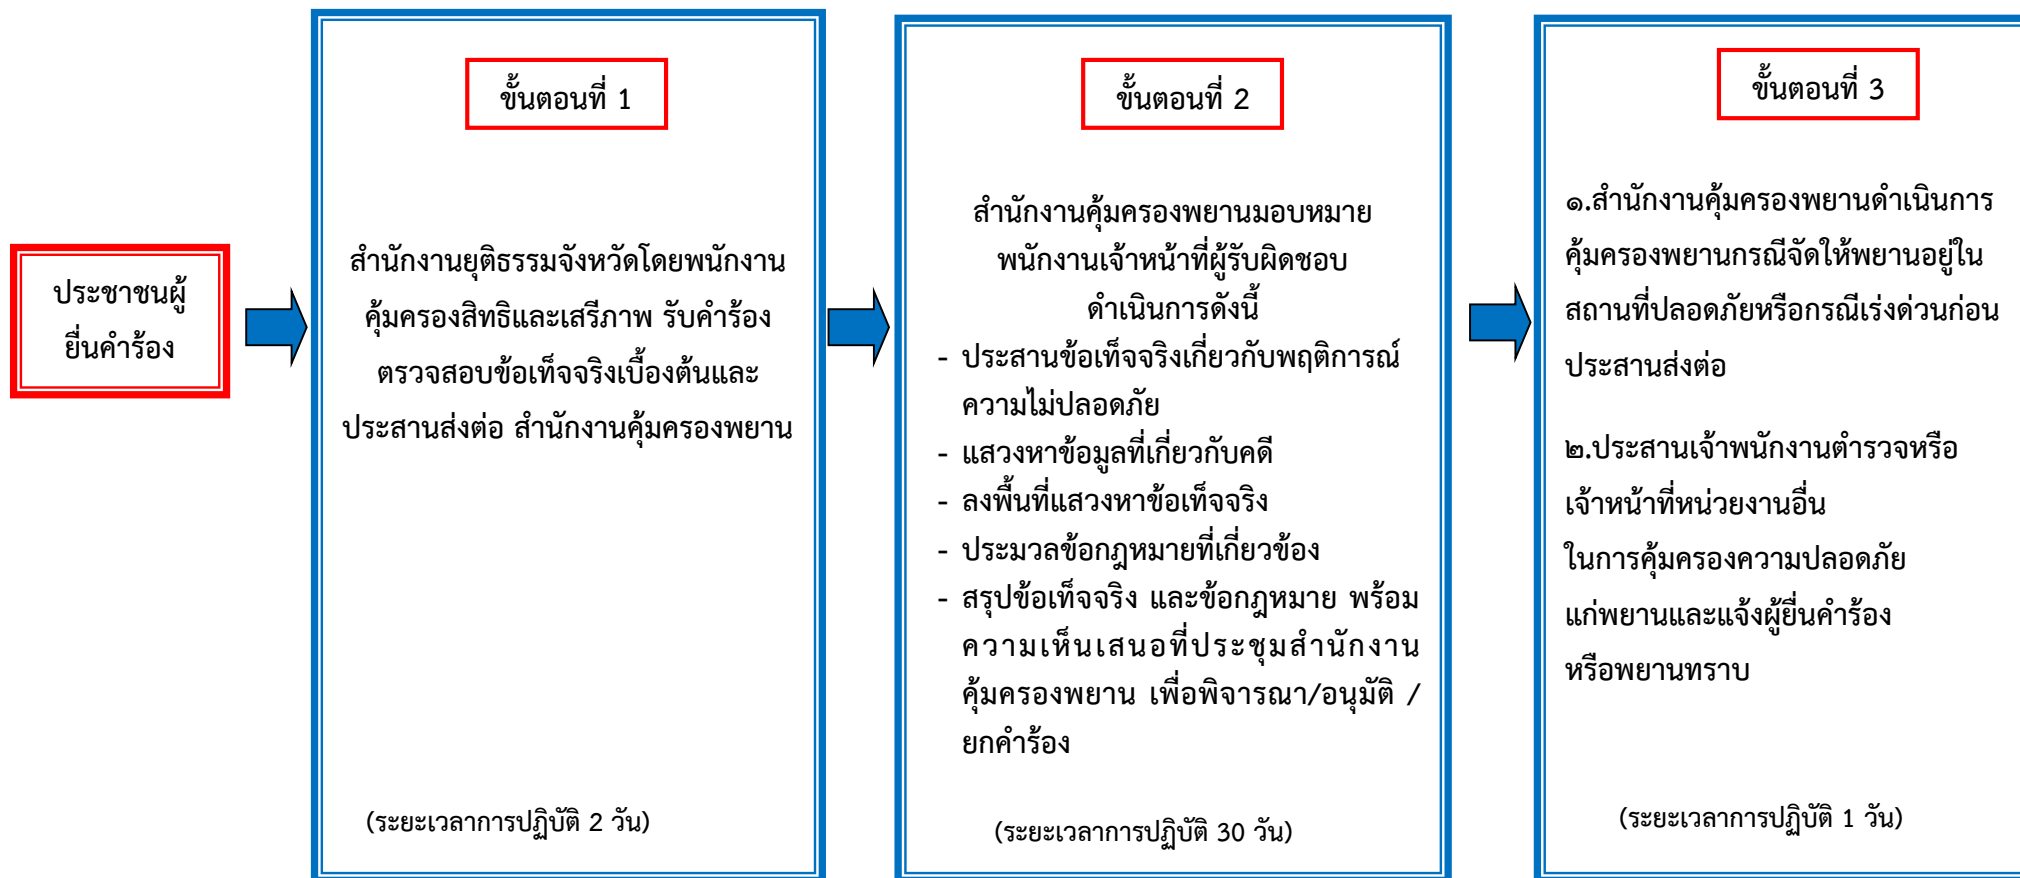 ประชาชนผู้
ยื่นคำร้อง
ขั้นตอนที่ 1
สำนักงานยุติธรรมจังหวัดโดยพนักงาน
คุ้มครองสิทธิและเสรีภาพ รับคำร้อง
ตรวจสอบข้อเท็จจริงเบื้องต้นและ
ประสานส่งต่อ สำนักงานคุ้มครองพยาน
(ระยะเวลาการปฏิบัติ 2 วัน)
ขั้นตอนที่ 2
สำนักงานคุ้มครองพยานมอบหมาย
พนักงานเจ้าหน้าที่ผู้รับผิดชอบ
ดำเนินการดังนี้
- ประสานข้อเท็จจริงเกี่ยวกับพฤติการณ์
ความไม่ปลอดภัย
- แสวงหาข้อมูลที่เกี่ยวกับคดี
- ลงพื้นที่แสวงหาข้อเท็จจริง
- ประมวลข้อกฎหมายที่เกี่ยวข้อง
- สรุปข้อเท็จจริง และข้อกฎหมาย พร้อม
ความเห็นเสนอที่ประชุมสำนักงาน
คุ้มครองพยาน เพื่อพิจารณา/อนุมัติ /
ยกคำร้อง
(ระยะเวลาการปฏิบัติ 30 วัน)
ขั้นตอนที่ 3
๑.สำนักงานคุ้มครองพยานดำเนินการ
คุ้มครองพยานกรณีจัดให้พยานอยู่ใน
สถานที่ปลอดภัยหรือกรณีเร่งด่วนก่อน
ประสานส่งต่อ
๒.ประสานเจ้าพนักงานตำรวจหรือ
เจ้าหน้าที่หน่วยงานอื่น
ในการคุ้มครองความปลอดภัย
แก่พยานและแจ้งผู้ยื่นคำร้อง
หรือพยานทราบ
(ระยะเวลาการปฏิบัติ 1 วัน)